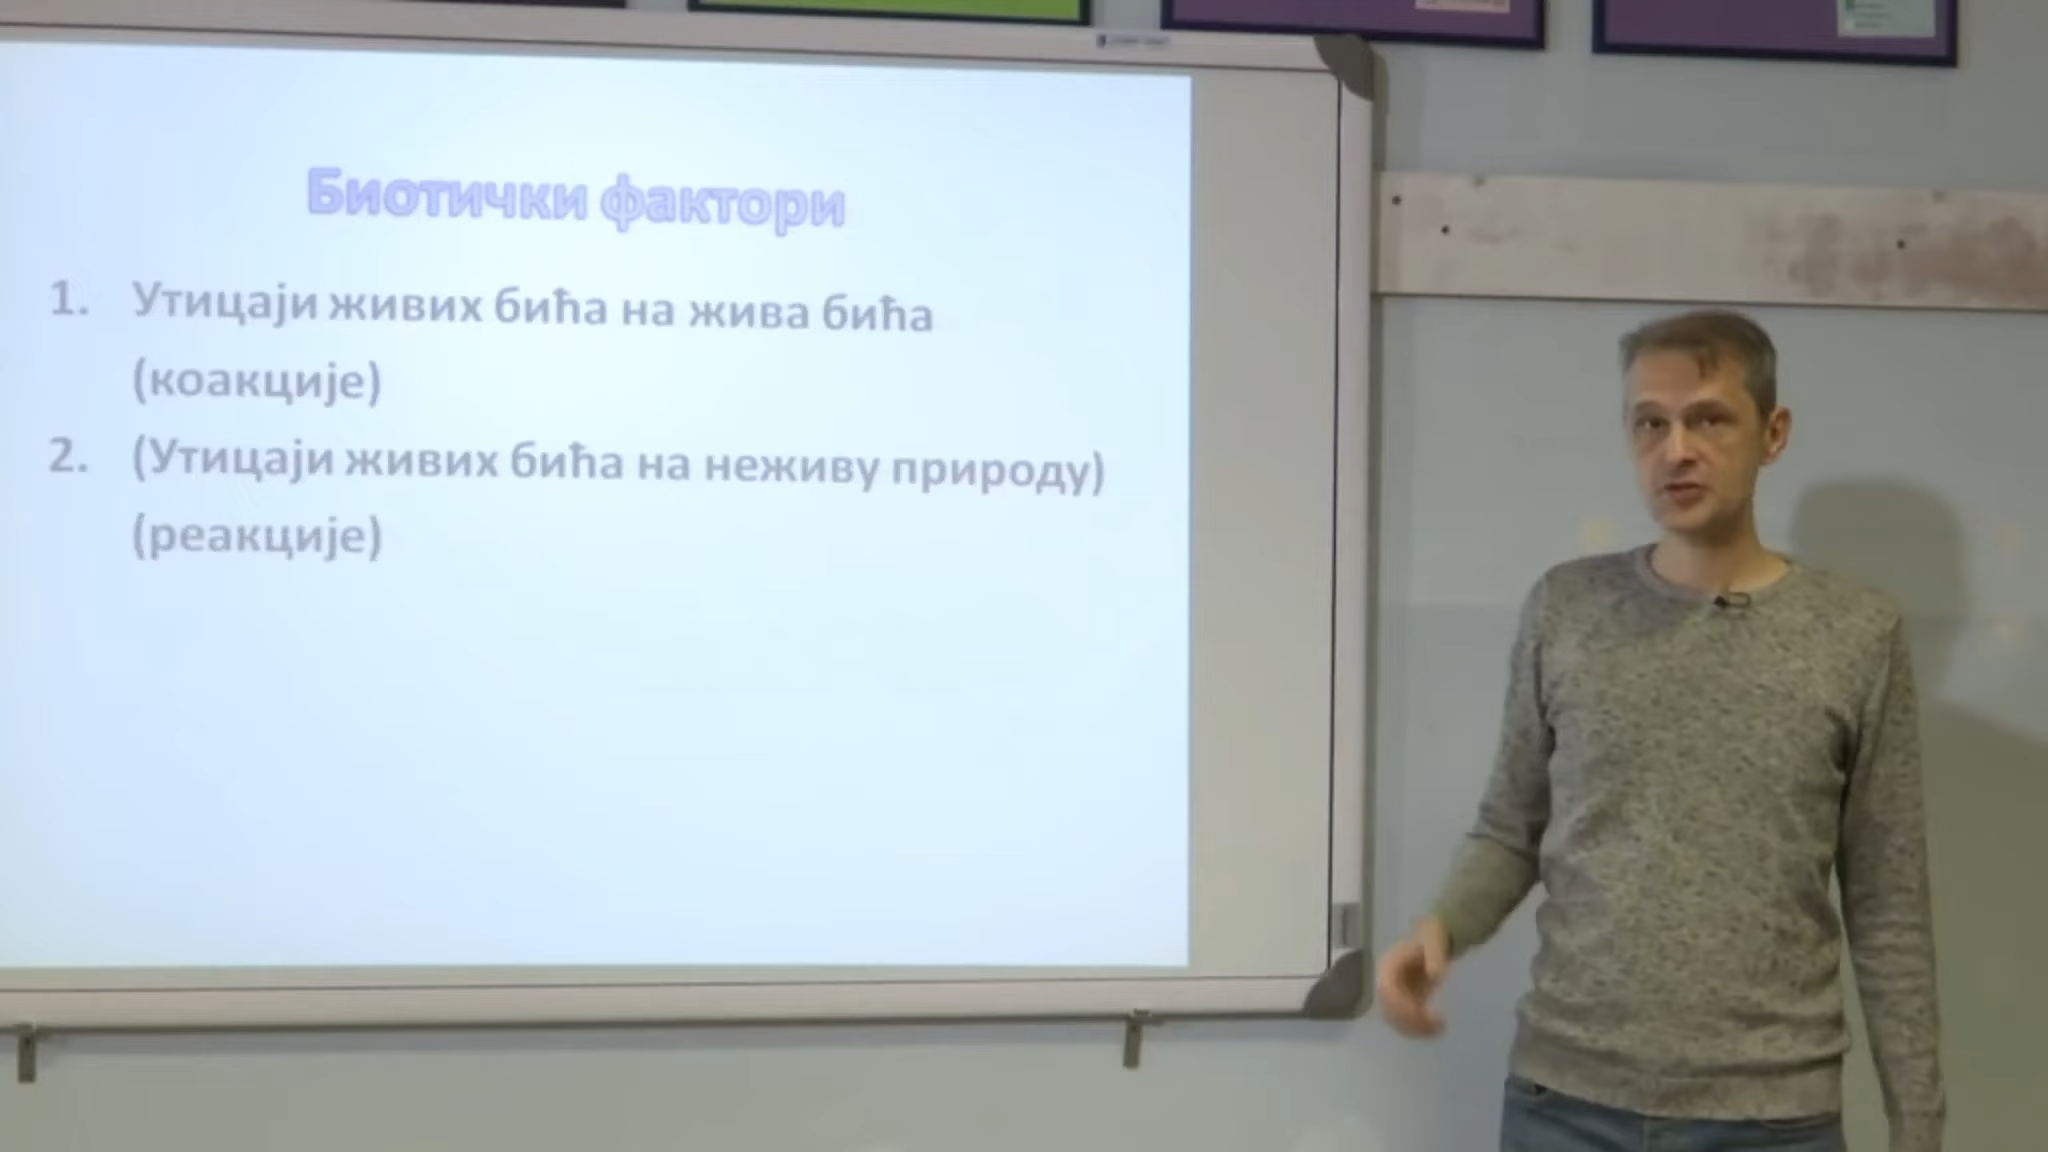 Биотички фактори
1. Утицаји живих бића на жива бића
(коакције)
2. (Утицаји живих бића на неживу природу)
(реакције)